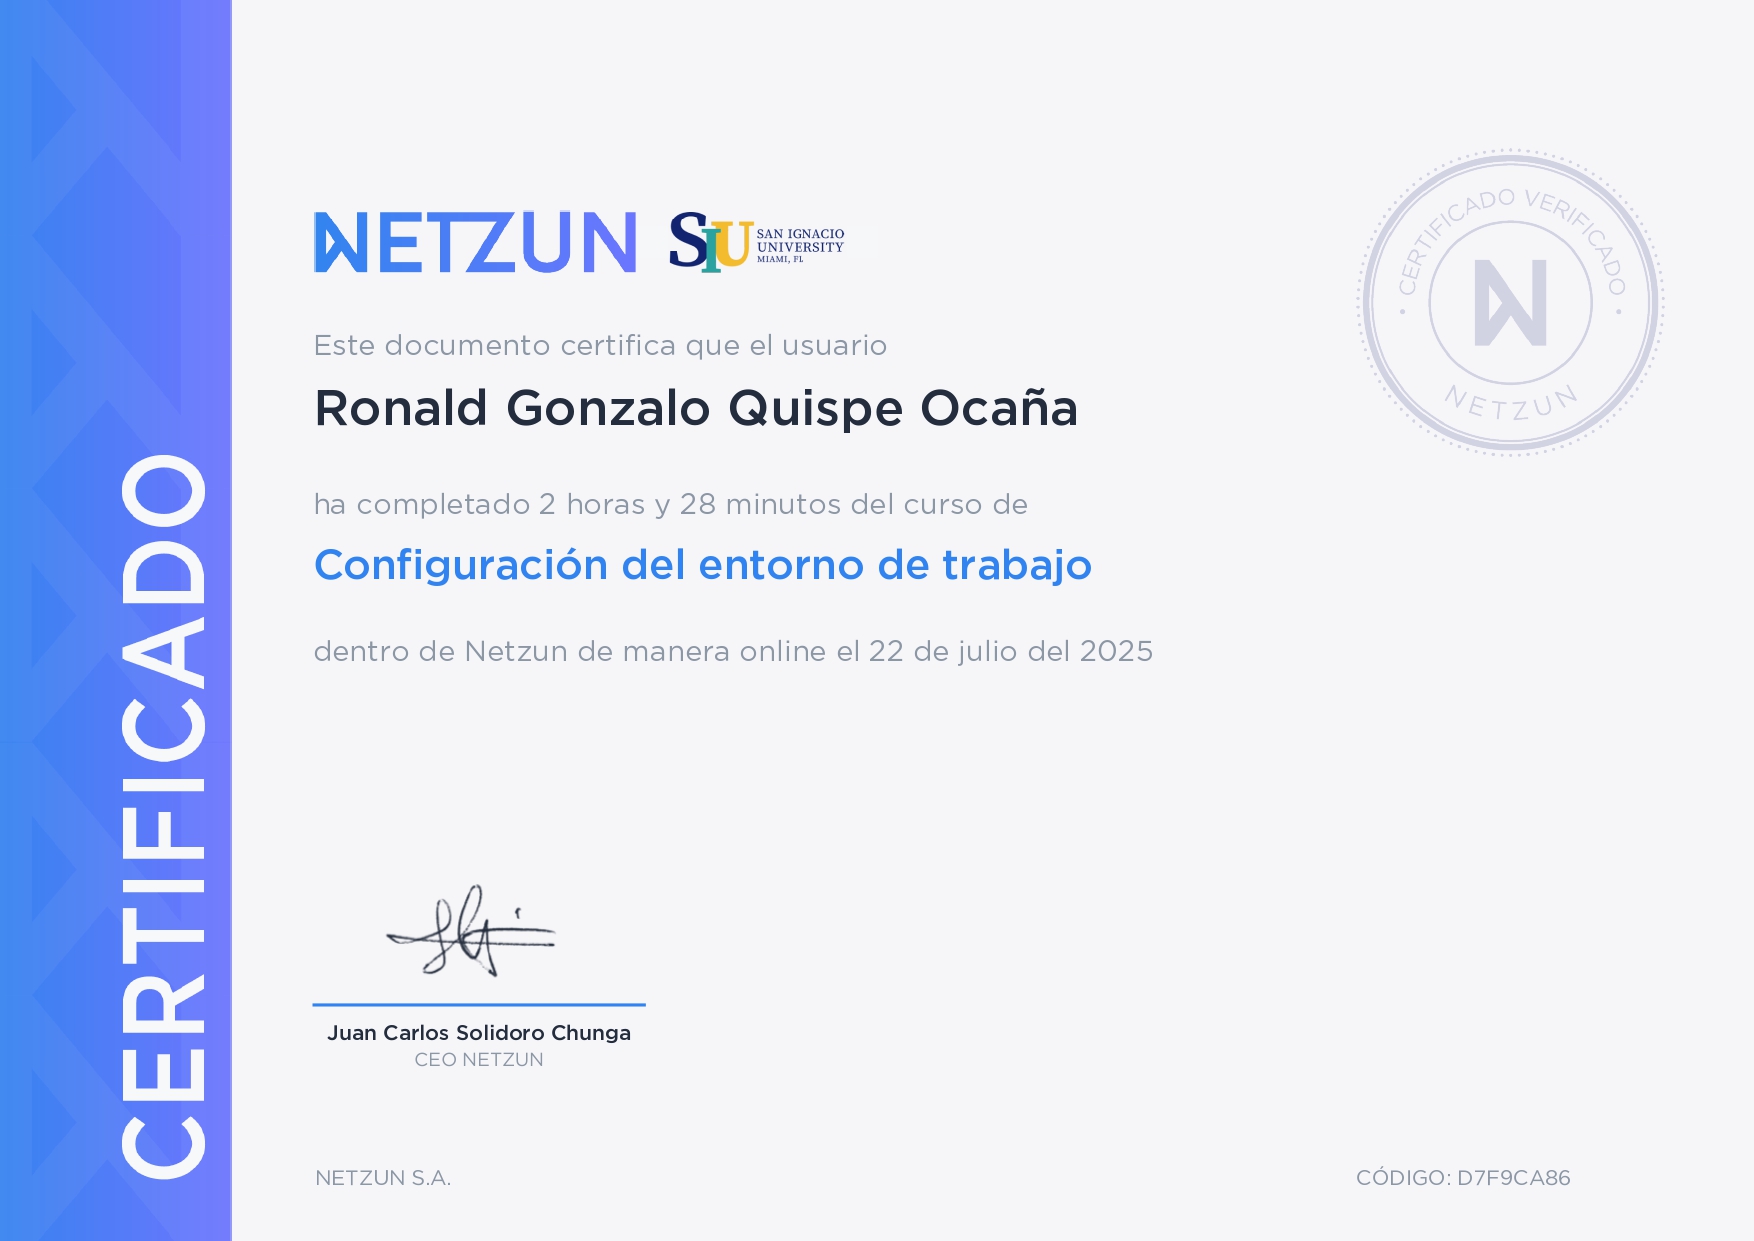 CERTIFICADO
NETZUN
SIU
SAN IGNACIO
UNIVERSITY
MIAMI, FL
• CERTIFICADO VERIFICADO •
N
NETZUN
Este documento certifica que el usuario
Ronald Gonzalo Quispe Ocaña
ha completado 2 horas y 28 minutos del curso de
Configuración del entorno de trabajo
dentro de Netzun de manera online el 22 de julio del 2025
Juan Carlos Solidoro Chunga
CEO NETZUN
NETZUN S.A.
CÓDIGO: D7F9CA86